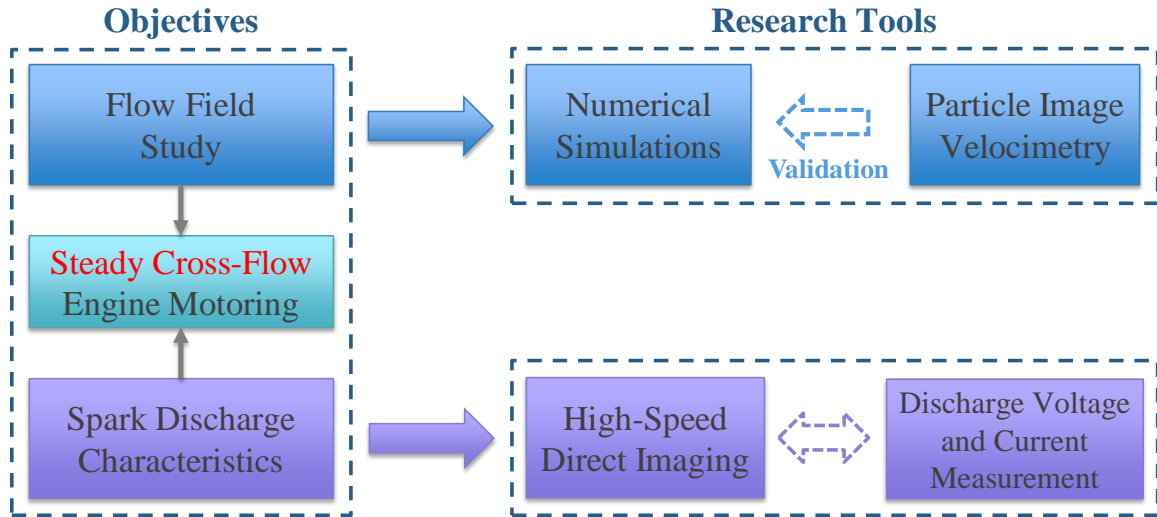 Objectives
Research Tools
Flow Field
Study
Numerical
Simulations
Validation
Particle Image
Velocimetry
Steady Cross-Flow
Engine Motoring
Spark Discharge
Characteristics
High-Speed
Direct Imaging
Discharge Voltage
and Current
Measurement